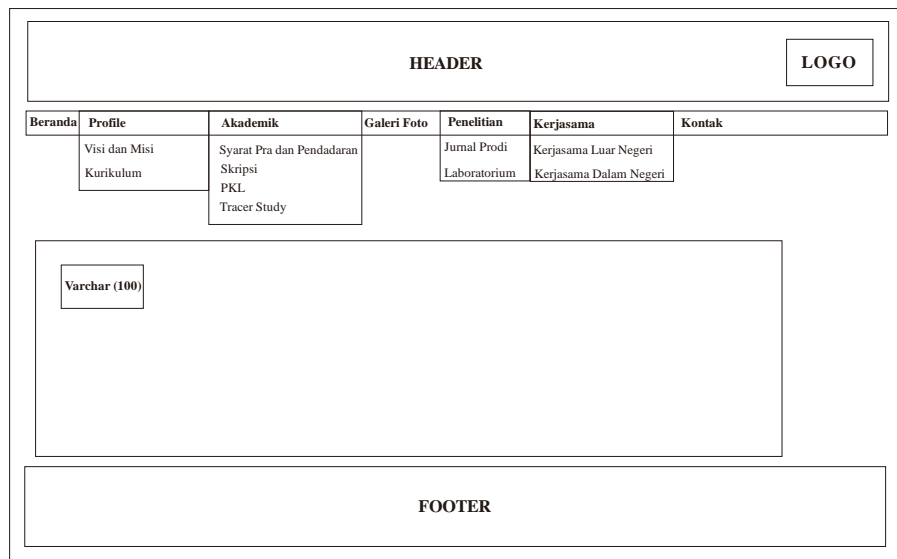 HEADER
LOGO
Beranda Profile Akademik Galeri Foto Penelitian Kerjasama Kontak
Visi dan Misi
Kurikulum
Syarat Pra dan Pendadaran
Skripsi
PKL
Tracer Study
Jurnal Prodi
Laboratorium
Kerjasama Luar Negeri
Kerjasama Dalam Negeri
Varchar (100)
FOOTER